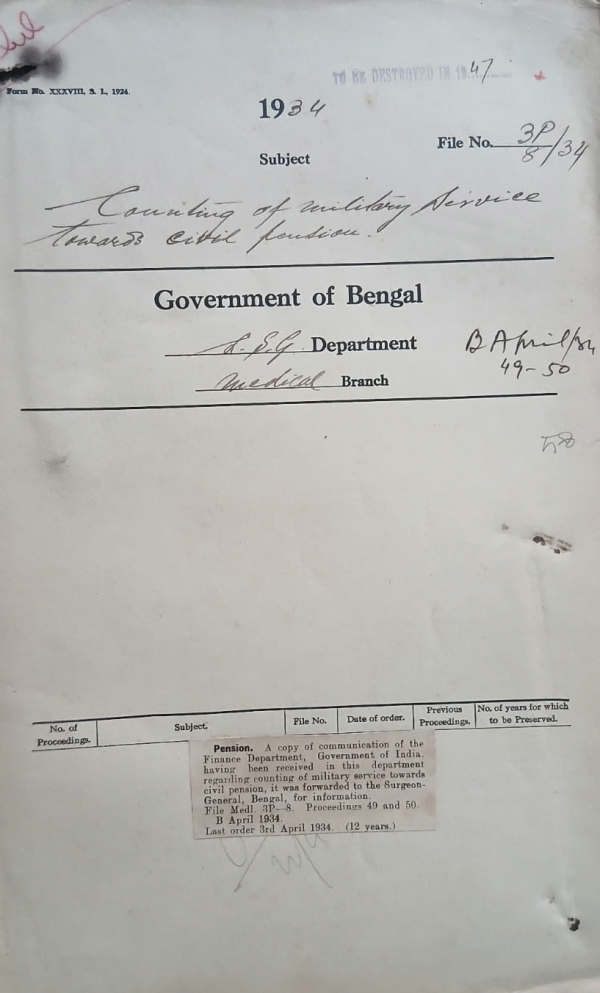 TO BE DESTROYED IN 1947
Form No. XXXVIII, S. I., 1924.
1934
File No. 3P/8/34
Subject
Counting of military service
towards civil pension.
Government of Bengal
L. S. G. Department
B April/34
49-50
Medical Branch
No. of Proceedings.
Subject.
File No.
Date of order.
Previous Proceedings.
No. of years for which to be Preserved.
Pension. A copy of communication of the
Finance Department, Government of India,
having been received in this department
regarding counting of military service towards
civil pension, it was forwarded to the Surgeon-
General, Bengal, for information.
File Medl. 3P—8. Proceedings 49 and 50.
B April 1934.
Last order 3rd April 1934. (12 years.)